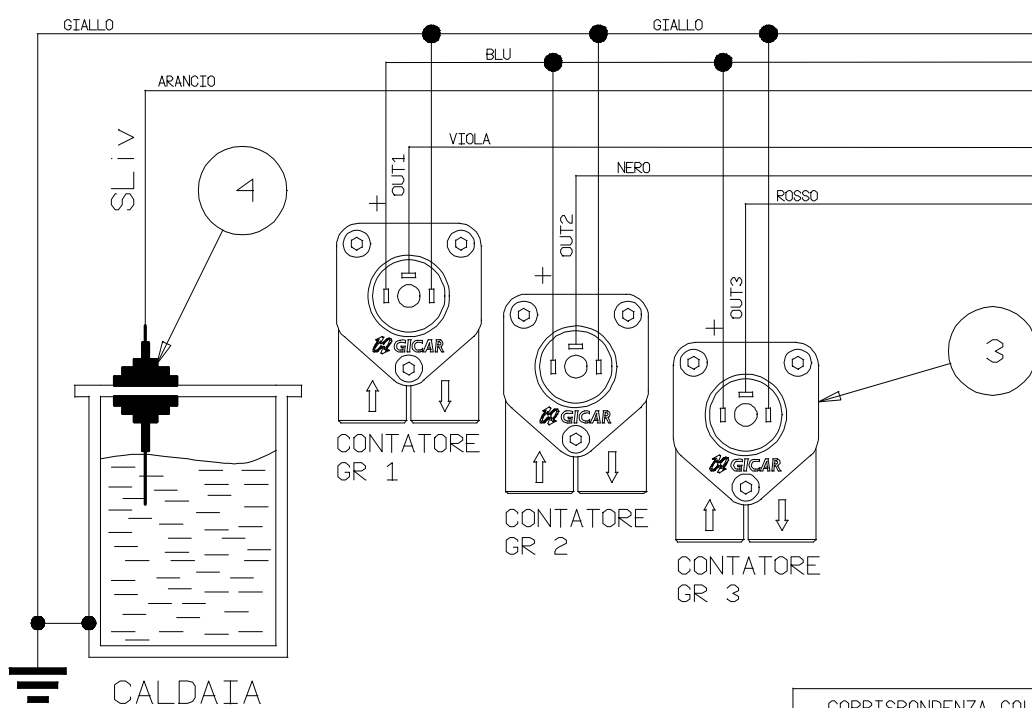 GIALLO
GIALLO
BLU
ARANCIO
SLiv
4
VIOLA
NERO
ROSSO
+
OUT1
+
OUT2
+
OUT3
3
GICAR
GICAR
GICAR
CONTATORE
GR 1
CONTATORE
GR 2
CONTATORE
GR 3
CALDAIA
CORRISPONDENZA